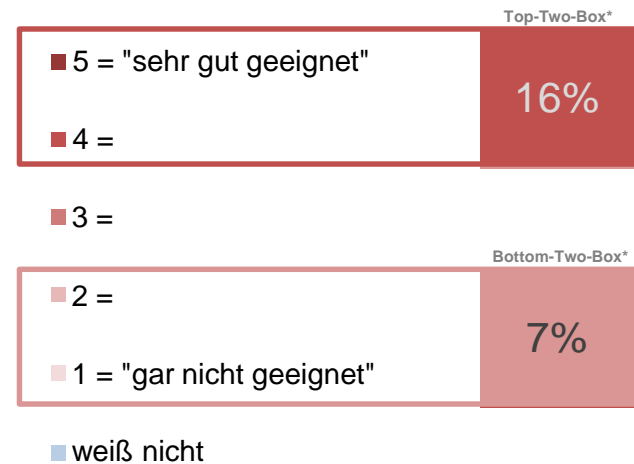 Top-Two-Box*
5 = "sehr gut geeignet"
16%
4 =
3 =
Bottom-Two-Box*
2 =
7%
1 = "gar nicht geeignet"
weiß nicht